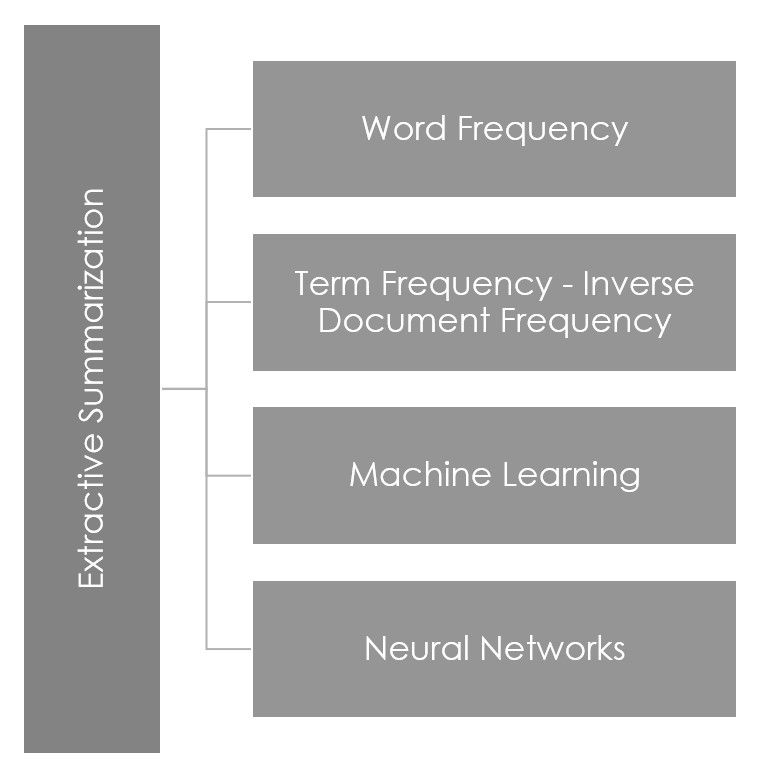 Extractive Summarization
Word Frequency
Term Frequency - Inverse
Document Frequency
Machine Learning
Neural Networks